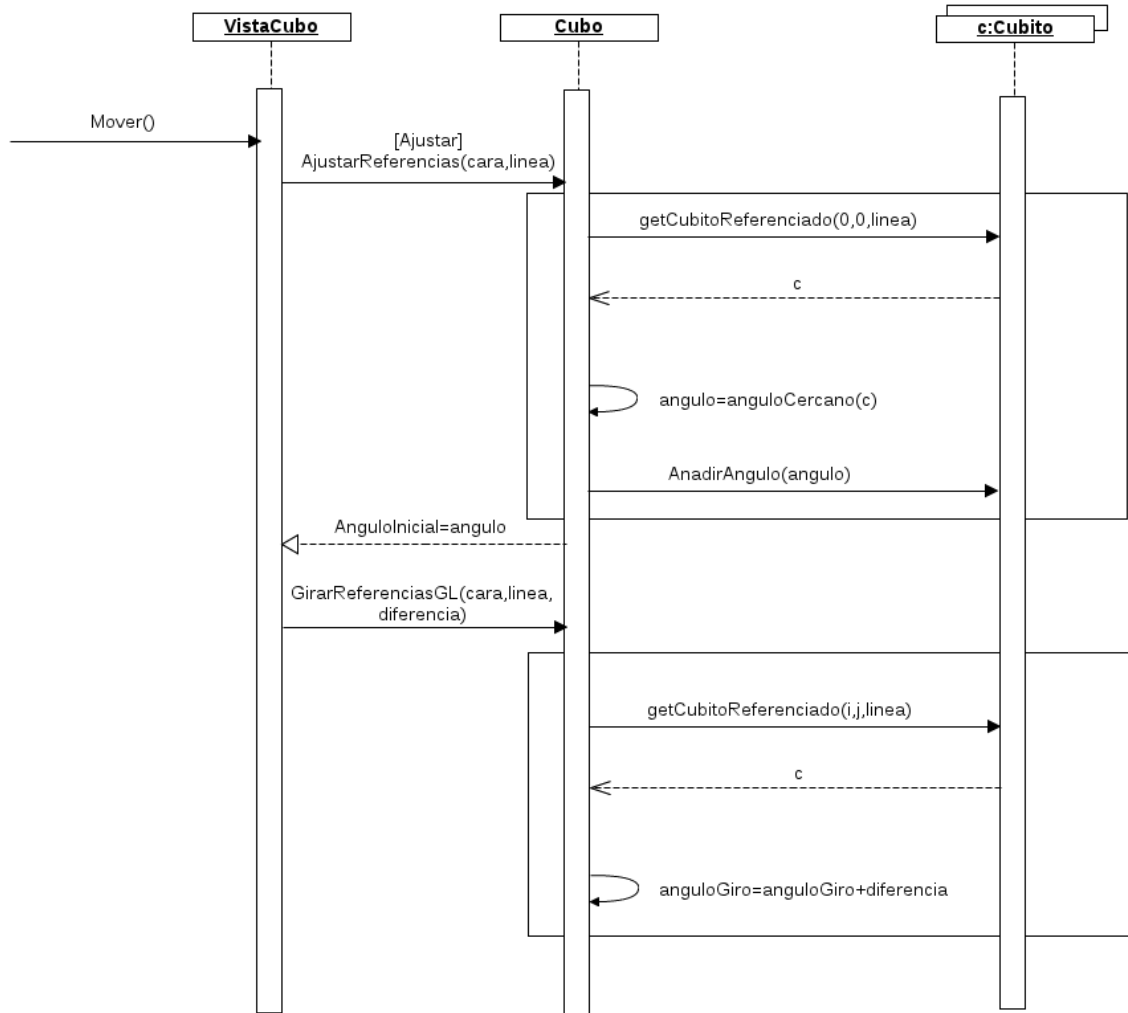 VistaCubo
Cubo
c:Cubito
Mover()
[Ajustar]
AjustarReferencias(cara,linea)
getCubitoReferenciado(0,0,linea)
c
angulo=anguloCercano(c)
AnadirAngulo(angulo)
AnguloInicial=angulo
GirarReferenciasGL(cara,linea,
diferencia)
getCubitoReferenciado(i,j,linea)
c
anguloGiro=anguloGiro+diferencia